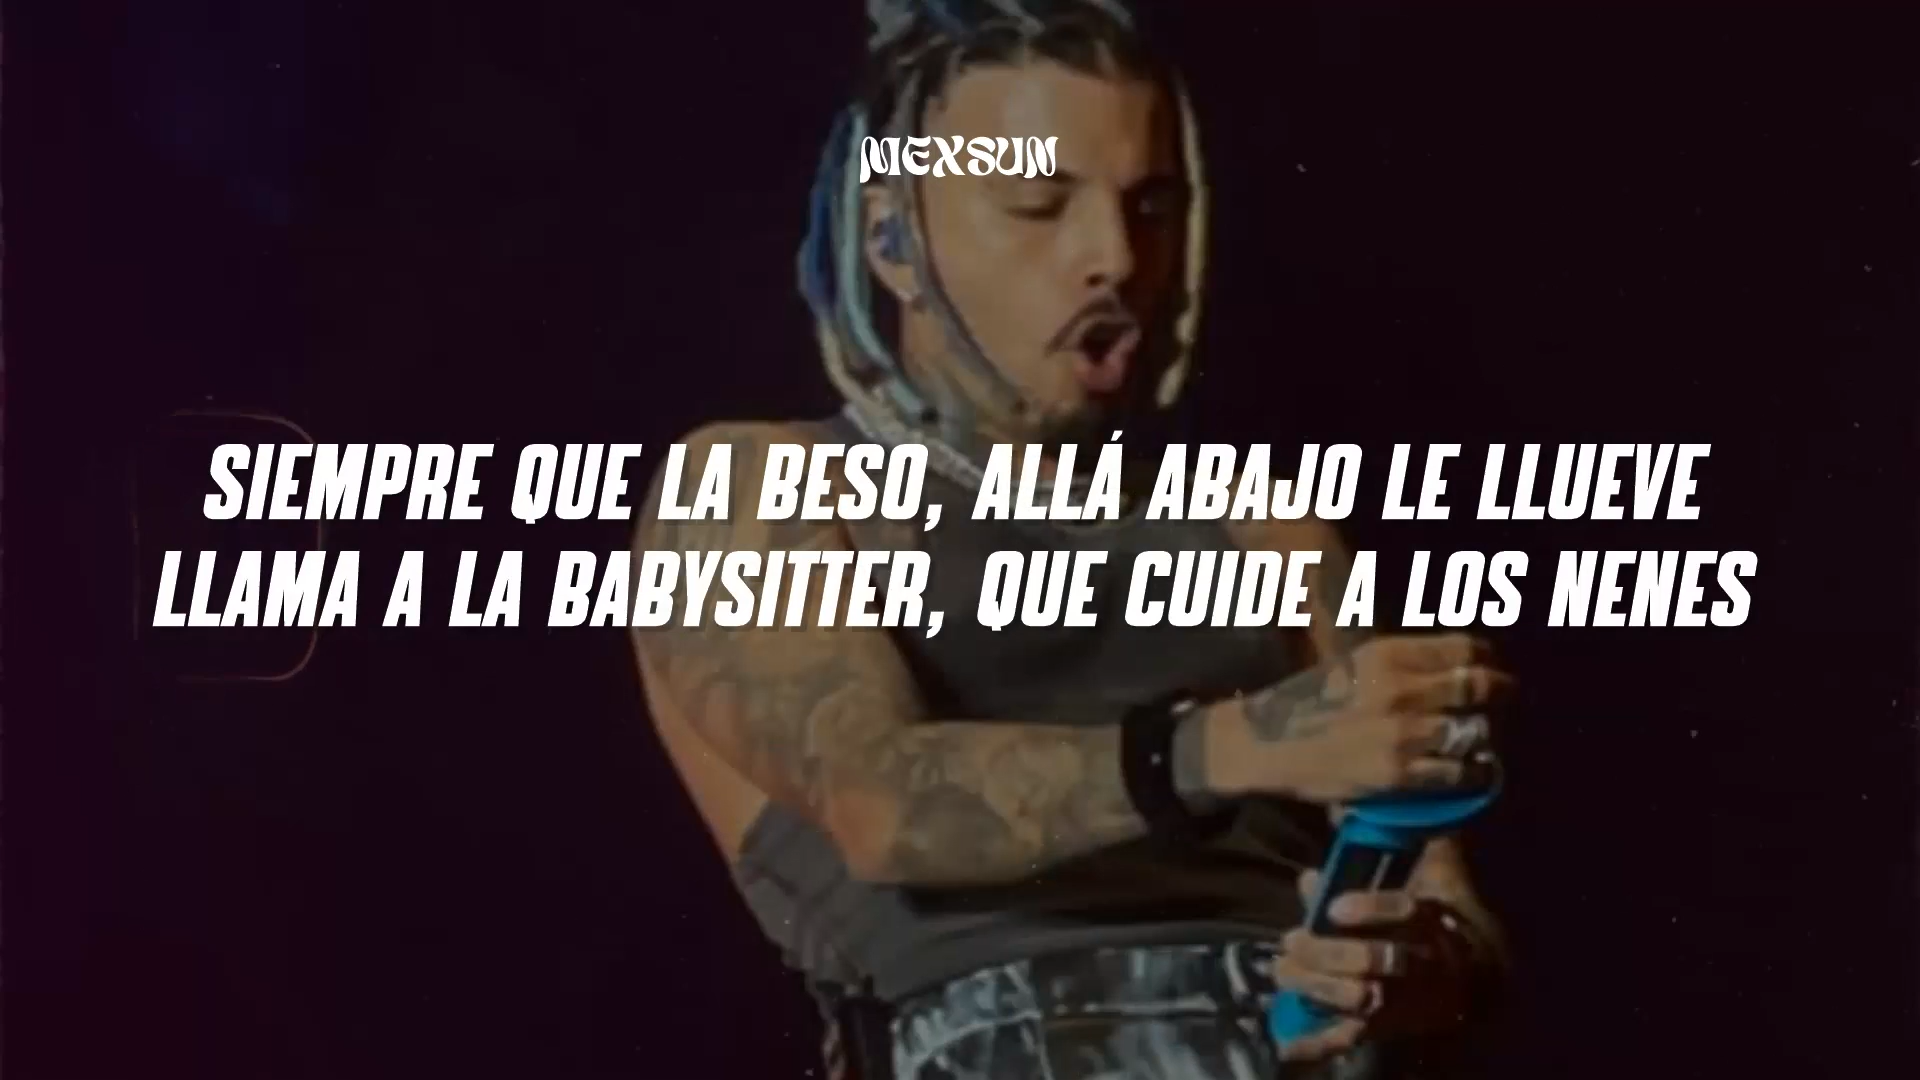 MEXSUN
SIEMPRE QUE LA BESO, ALLÁ ABAJO LE LLUEVE
LLAMA A LA BABYSITTER, QUE CUIDE A LOS NENES